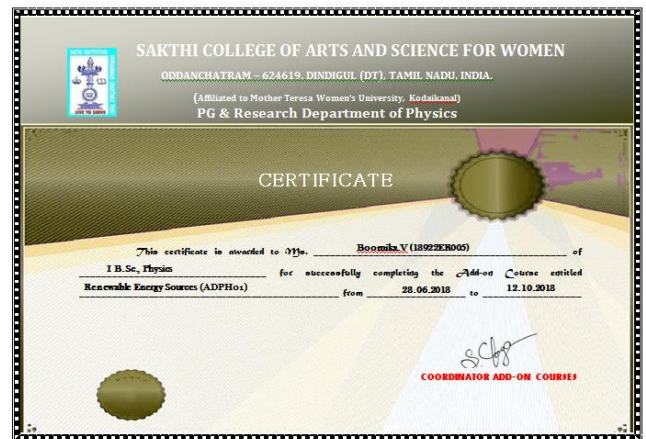 SAKTHI COLLEGE OF ARTS AND SCIENCE FOR WOMEN
ODDANCHATRAM – 624619. DINDIGUL (DT), TAMIL NADU. INDIA.
(Affiliated to Mother Teresa Women's University, Kodaikanal)
PG & Research Department of Physics
LIVE TO SERVE
CERTIFICATE
This certificate is awarded to Ms. Boomika.V (18922ER005) of
I B.Sc., Physics for successfully completing the Add-on Course entitled
Renewable Energy Sources (ADPH01) from 28.06.2018 to 12.10.2018
COORDINATOR ADD-ON COURSES